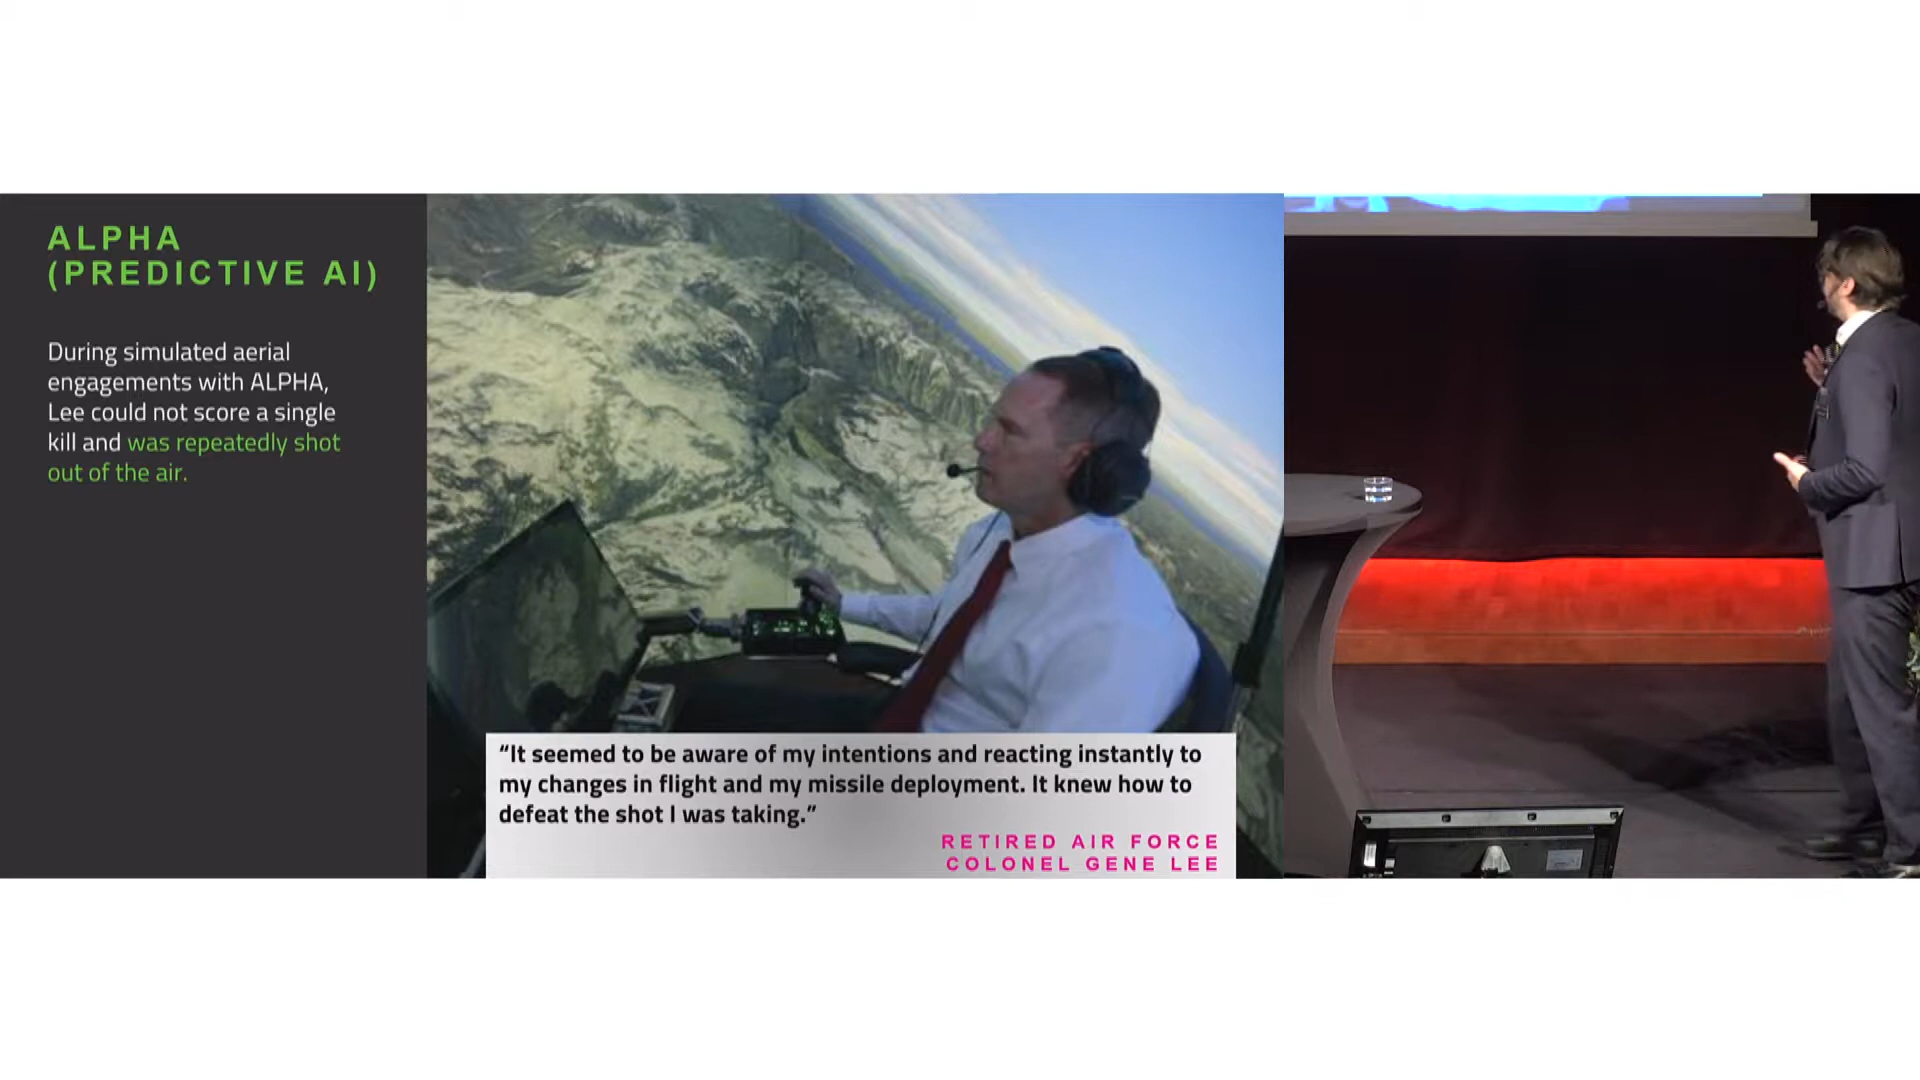 ALPHA
(PREDICTIVE AI)
During simulated aerial
engagements with ALPHA,
Lee could not score a single
kill and was repeatedly shot
out of the air.
“It seemed to be aware of my intentions and reacting instantly to
my changes in flight and my missile deployment. It knew how to
defeat the shot I was taking.”
RETIRED AIR FORCE
COLONEL GENE LEE